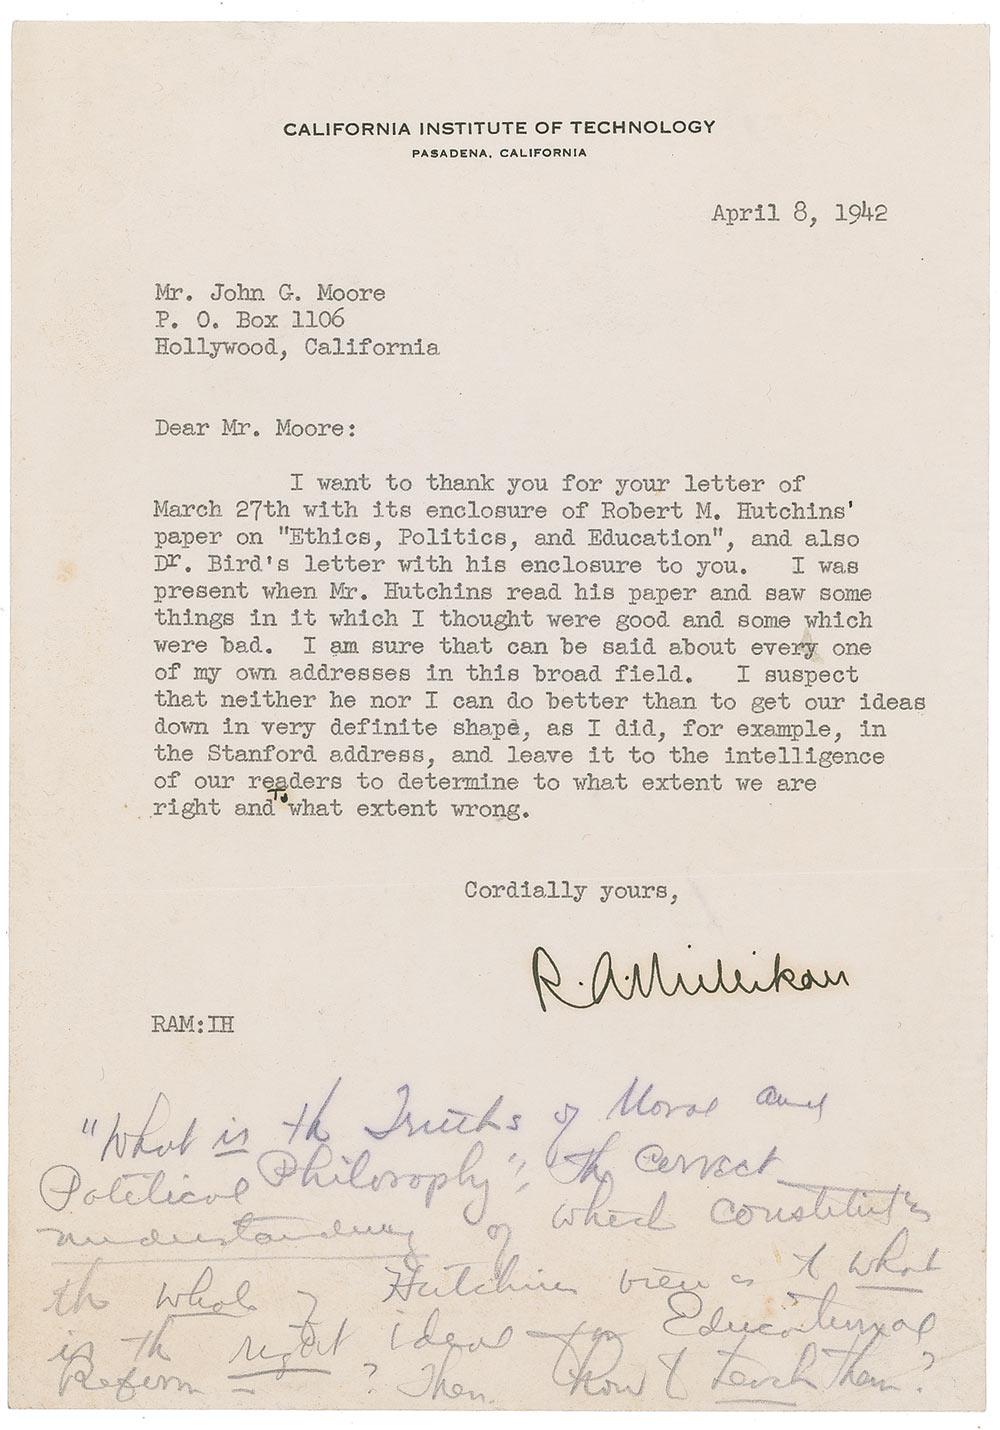 CALIFORNIA INSTITUTE OF TECHNOLOGY
PASADENA, CALIFORNIA
April 8, 1942
Mr. John G. Moore
P. O. Box 1106
Hollywood, California
Dear Mr. Moore:
I want to thank you for your letter of
March 27th with its enclosure of Robert M. Hutchins'
paper on "Ethics, Politics, and Education", and also
Dr. Bird's letter with his enclosure to you. I was
present when Mr. Hutchins read his paper and saw some
things in it which I thought were good and some which
were bad. I am sure that can be said about every one
of my own addresses in this broad field. I suspect
that neither he nor I can do better than to get our ideas
down in very definite shape, as I did, for example, in
the Stanford address, and leave it to the intelligence
of our readers to determine to what extent we are
right and To what extent wrong.
Cordially yours,
R. A. Millikan
RAM:IH
"What is th Truths of Moral and
Political Philosophy"; the correct
understanding of which constitutes
the whole of Hutchins view as t what
is th right ideas for Educational
Reform? Then how t teach them?